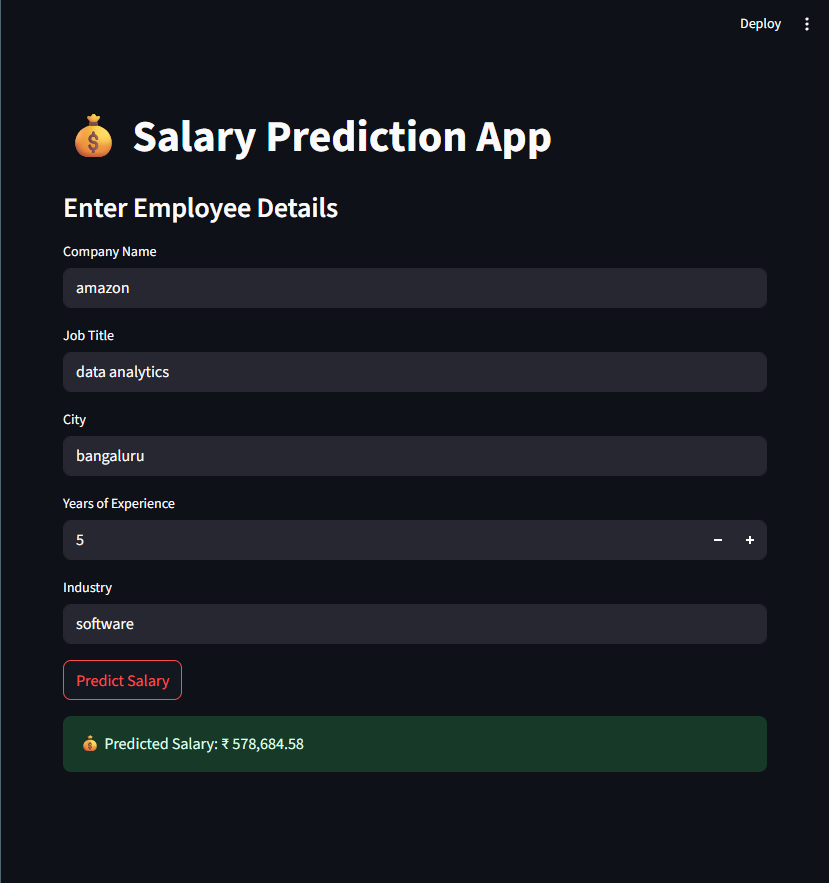 Deploy
Salary Prediction App
Enter Employee Details
Company Name
amazon
Job Title
data analytics
City
bangaluru
Years of Experience
5
Industry
software
Predict Salary
Predicted Salary: ₹ 578,684.58